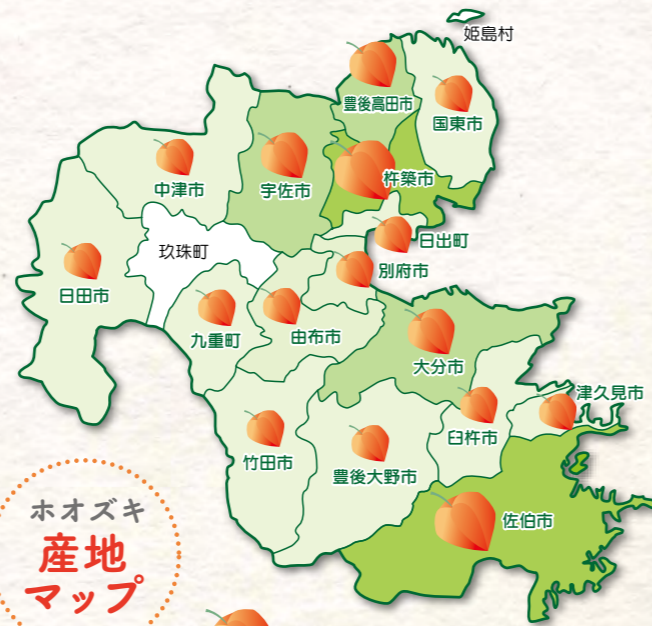 姫島村
豊後高田市
国東市
中津市
宇佐市
杵築市
日出町
玖珠町
別府市
日田市
九重町
由布市
大分市
津久見市
臼杵市
竹田市
豊後大野市
佐伯市
ホオズキ
産地
マップ